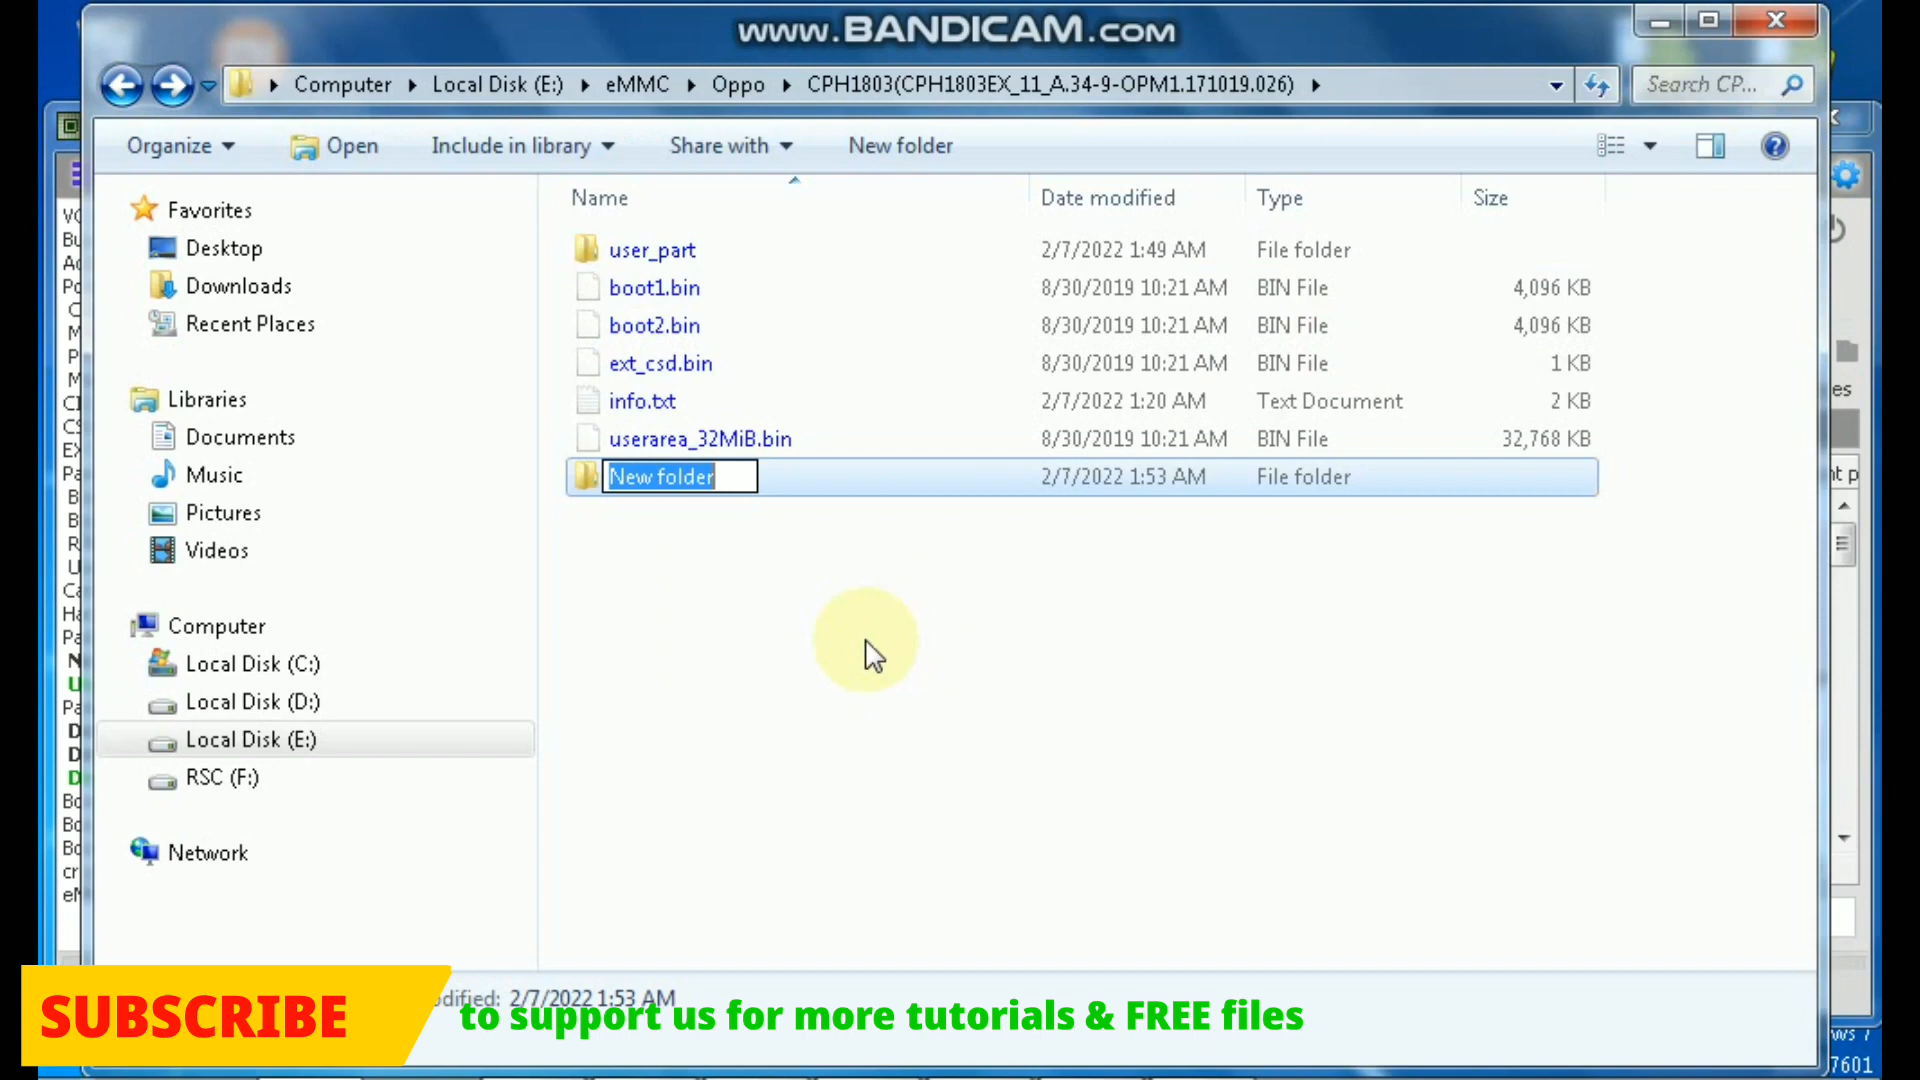 www.BANDICAM.com
Computer Local Disk (E:) eMMC Oppo CPH1803(CPH1803EX_11_A.34-9-OPM1.171019.026)
Search CP...
Organize Open Include in library Share with New folder
Name Date modified Type Size
Favorites
Desktop
Downloads
Recent Places
Libraries
Documents
Music
Pictures
Videos
Computer
Local Disk (C:)
Local Disk (D:)
Local Disk (E:)
RSC (F:)
Network
user_part 2/7/2022 1:49 AM File folder
boot1.bin 8/30/2019 10:21 AM BIN File 4,096 KB
boot2.bin 8/30/2019 10:21 AM BIN File 4,096 KB
ext_csd.bin 8/30/2019 10:21 AM BIN File 1 KB
info.txt 2/7/2022 1:20 AM Text Document 2 KB
userarea_32MiB.bin 8/30/2019 10:21 AM BIN File 32,768 KB
New folder 2/7/2022 1:53 AM File folder
2/7/2022 1:53 AM
SUBSCRIBE to support us for more tutorials & FREE files
7601